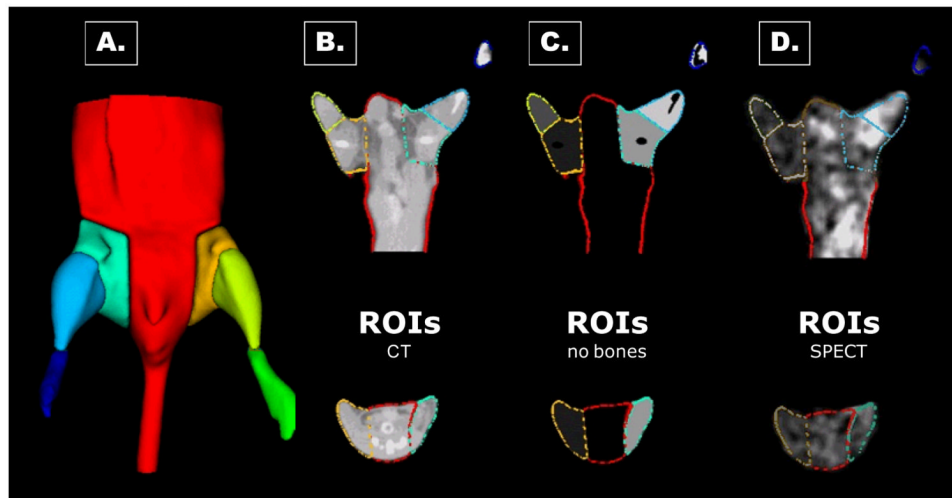 A.
B.
C.
D.
ROIs
CT
ROIs
no bones
ROIs
SPECT